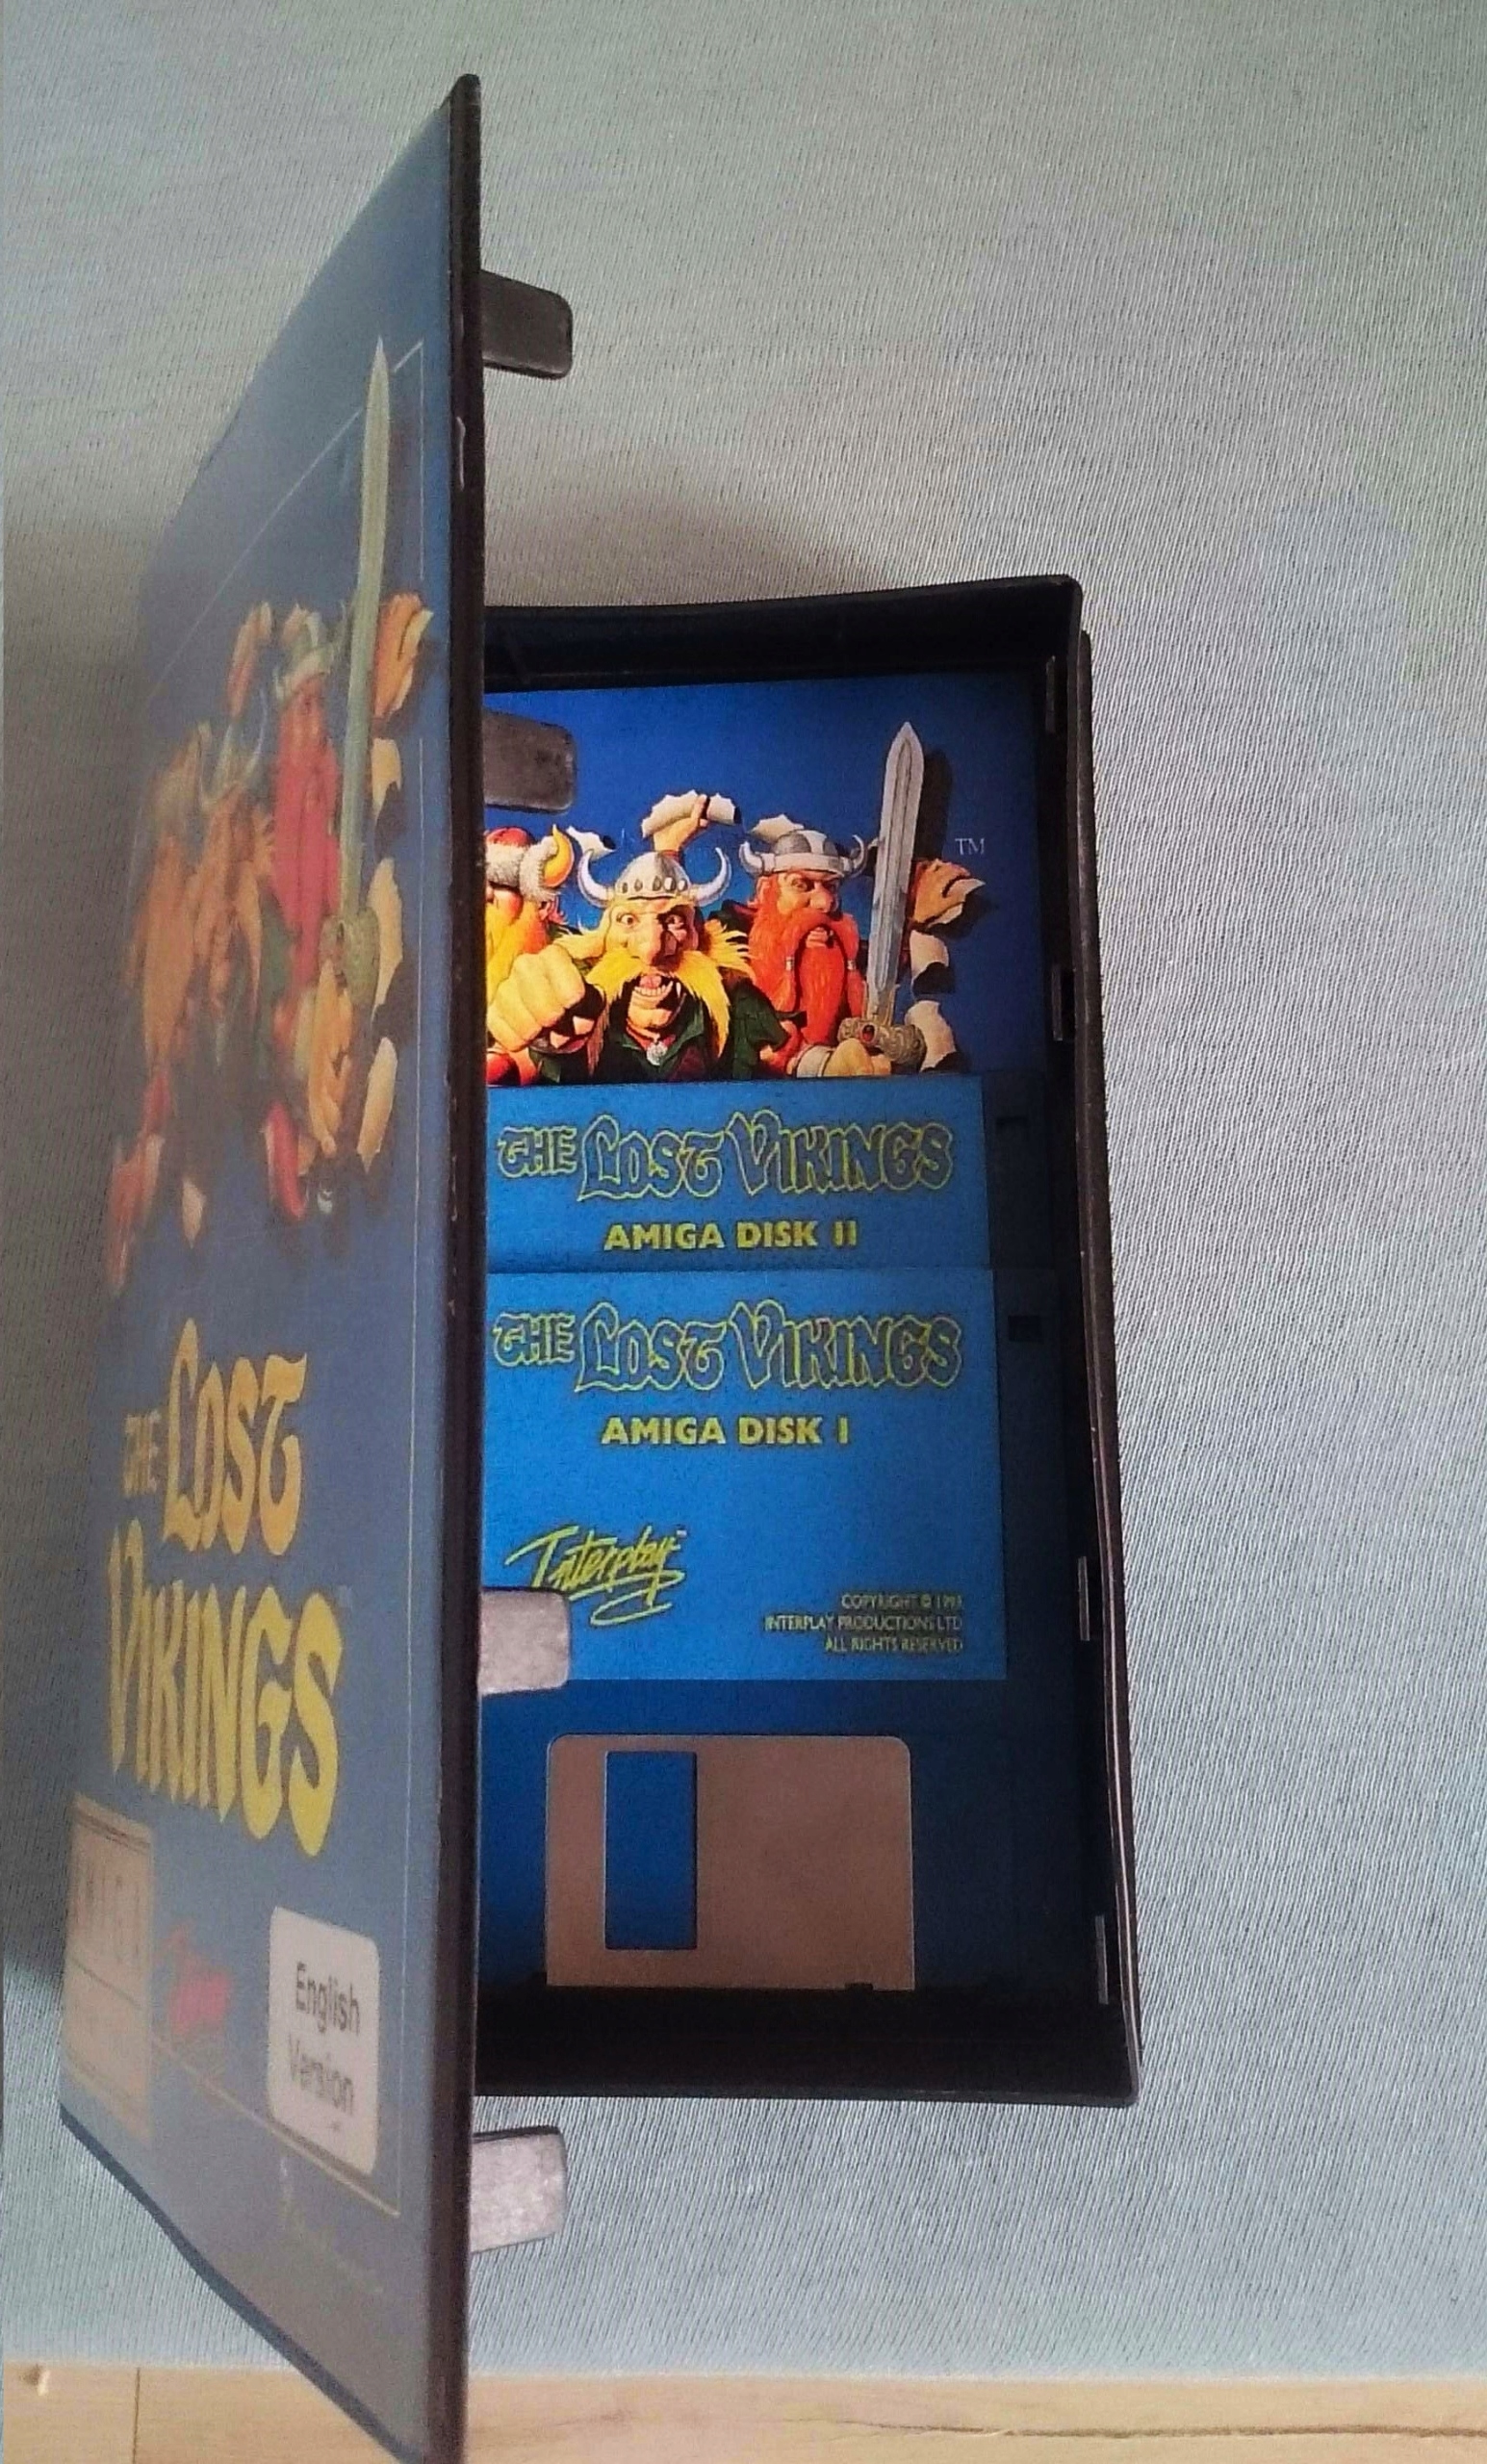 THE LOST
VIKINGS
English
Version
TM
THE LOST VIKINGS
AMIGA DISK II
THE LOST VIKINGS
AMIGA DISK I
Interplay
COPYRIGHT © 1993
INTERPLAY PRODUCTIONS LTD
ALL RIGHTS RESERVED